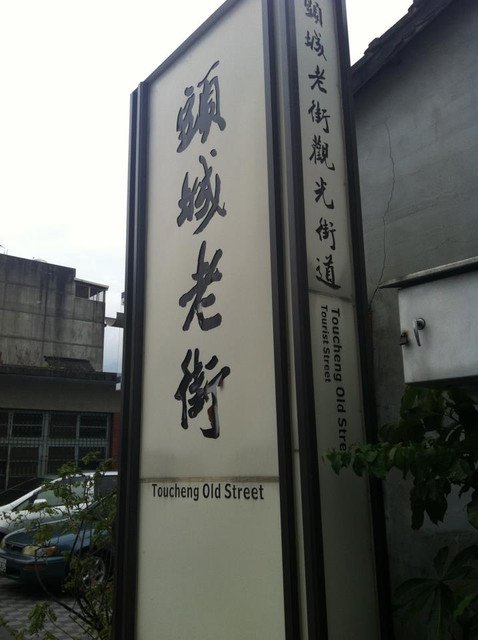 頭城老街
Toucheng Old Street
頭城老街觀光街道
Toucheng Old Stre
Tourist Street